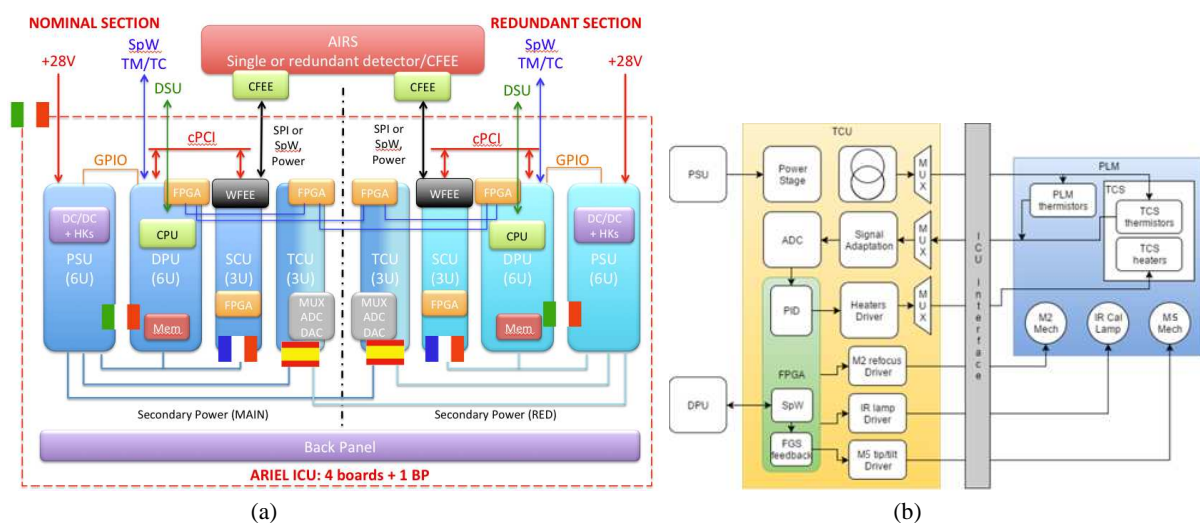 NOMINAL SECTION
REDUNDANT SECTION
AIRS
Single or redundant detector/CFEE
+28V
SpW
TM/TC
DSU
CFEE
CFEE
SpW
TM/TC
DSU
+28V
cPCI
SPI or
SpW,
Power
SPI or
SpW,
Power
cPCI
GPIO
GPIO
FPGA
WFEE
FPGA
FPGA
WFEE
FPGA
DC/DC
+ HKs
PSU
(6U)
CPU
DPU
(6U)
Mem
SCU
(3U)
FPGA
TCU
(3U)
MUX
ADC
DAC
TCU
(3U)
MUX
ADC
DAC
SCU
(3U)
FPGA
CPU
DPU
(6U)
Mem
DC/DC
+ HKs
PSU
(6U)
Secondary Power (MAIN)
Secondary Power (RED)
Back Panel
ARIEL ICU: 4 boards + 1 BP
(a)
TCU
PSU
Power
Stage
MUX
ADC
Signal
Adaptation
MUX
PID
Heaters
Driver
MUX
FPGA
M2 refocus
Driver
DPU
SpW
IR lamp
Driver
FGS
feedback
M5 tip/tilt
Driver
ICU Interface
PLM
PLM
thermistors
TCS
TCS
thermistors
TCS
heaters
M2
Mech
IR Cal
Lamp
M5
Mech
(b)